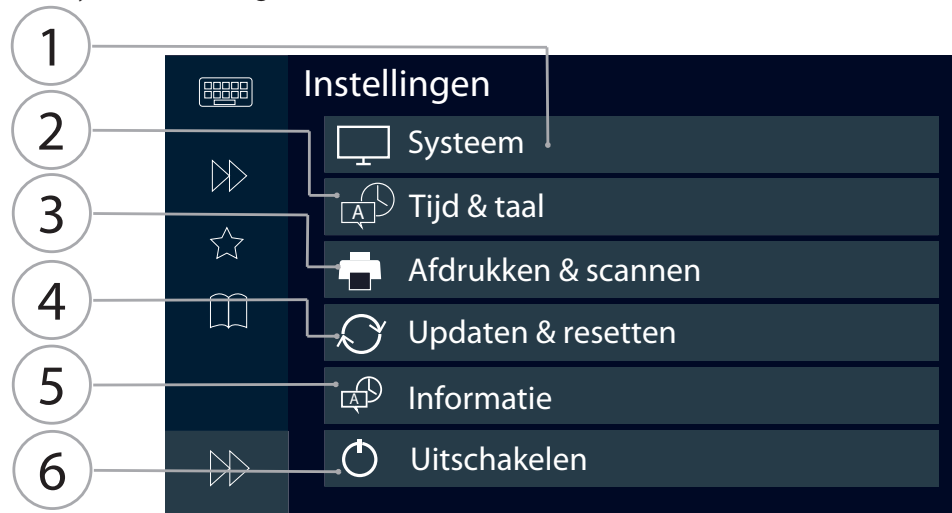 1
Instellingen
Systeem
2
A Tijd & taal
3
Afdrukken & scannen
4
Updaten & resetten
5
A Informatie
6
Uitschakelen